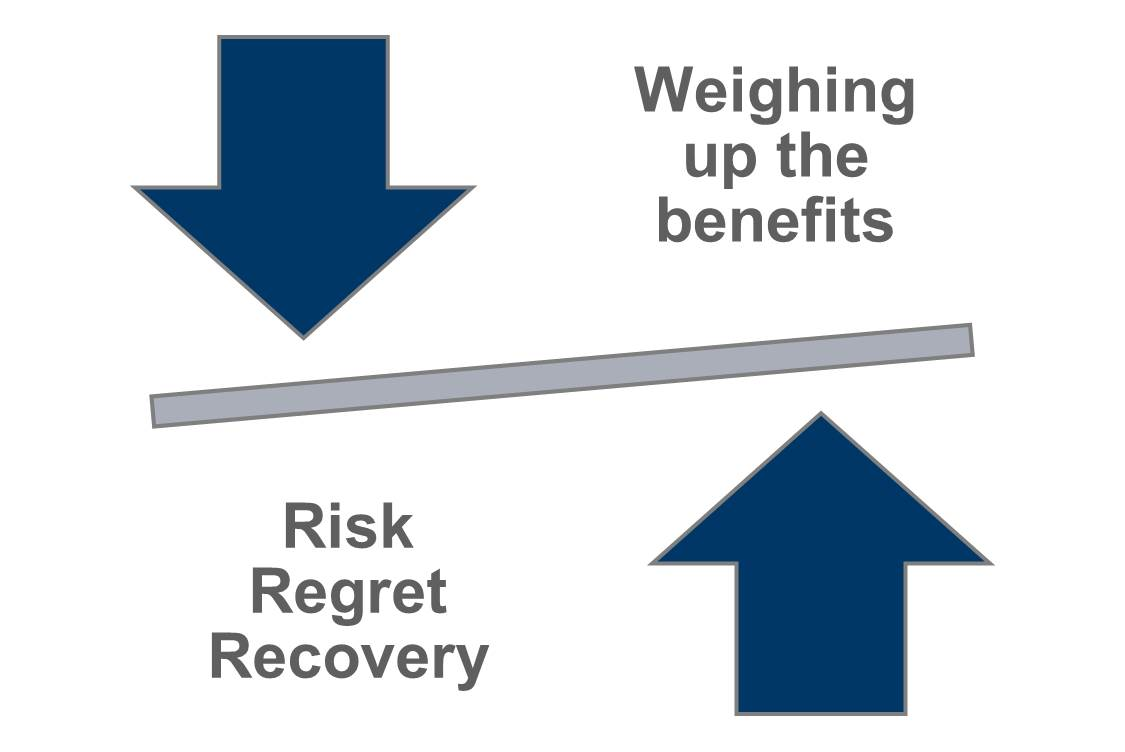 Weighing
up the
benefits
Risk
Regret
Recovery